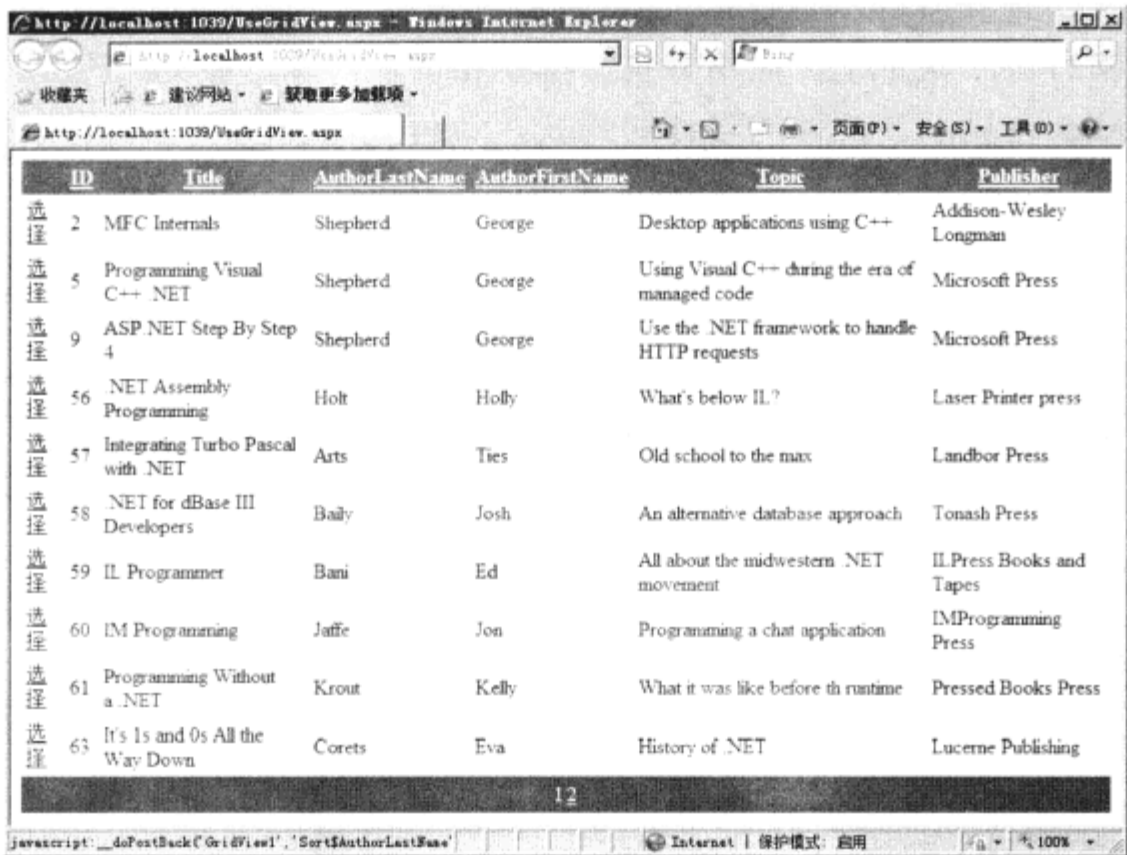 http://localhost:1039/UseGridView.aspx - Windows Internet Explorer
http://localhost:1039/UseGridView.aspx Bing
收藏夹 建议网站 获取更多加载项
http://localhost:1039/UseGridView.aspx 页面(P) 安全(S) 工具(O)
ID Title AuthorLastName AuthorFirstName Topic Publisher
选择 2 MFC Internals Shepherd George Desktop applications using C++ Addison-Wesley Longman
选择 5 Programming Visual C++ .NET Shepherd George Using Visual C++ during the era of managed code Microsoft Press
选择 9 ASP.NET Step By Step 4 Shepherd George Use the .NET framework to handle HTTP requests Microsoft Press
选择 56 .NET Assembly Programming Holt Holly What's below IL? Laser Printer press
选择 57 Integrating Turbo Pascal with .NET Arts Ties Old school to the max Landbor Press
选择 58 .NET for dBase III Developers Baily Josh An alternative database approach Tonash Press
选择 59 IL Programmer Bani Ed All about the midwestern .NET movement ILPress Books and Tapes
选择 60 IM Programming Jaffe Jon Programming a chat application IMProgramming Press
选择 61 Programming Without a .NET Krout Kelly What it was like before th runtime Pressed Books Press
选择 63 It's 1s and 0s All the Way Down Corets Eva History of .NET Lucerne Publishing
1 2
javascript:__doPostBack('GridView1','Sort$AuthorLastName') Internet | 保护模式: 启用 100%